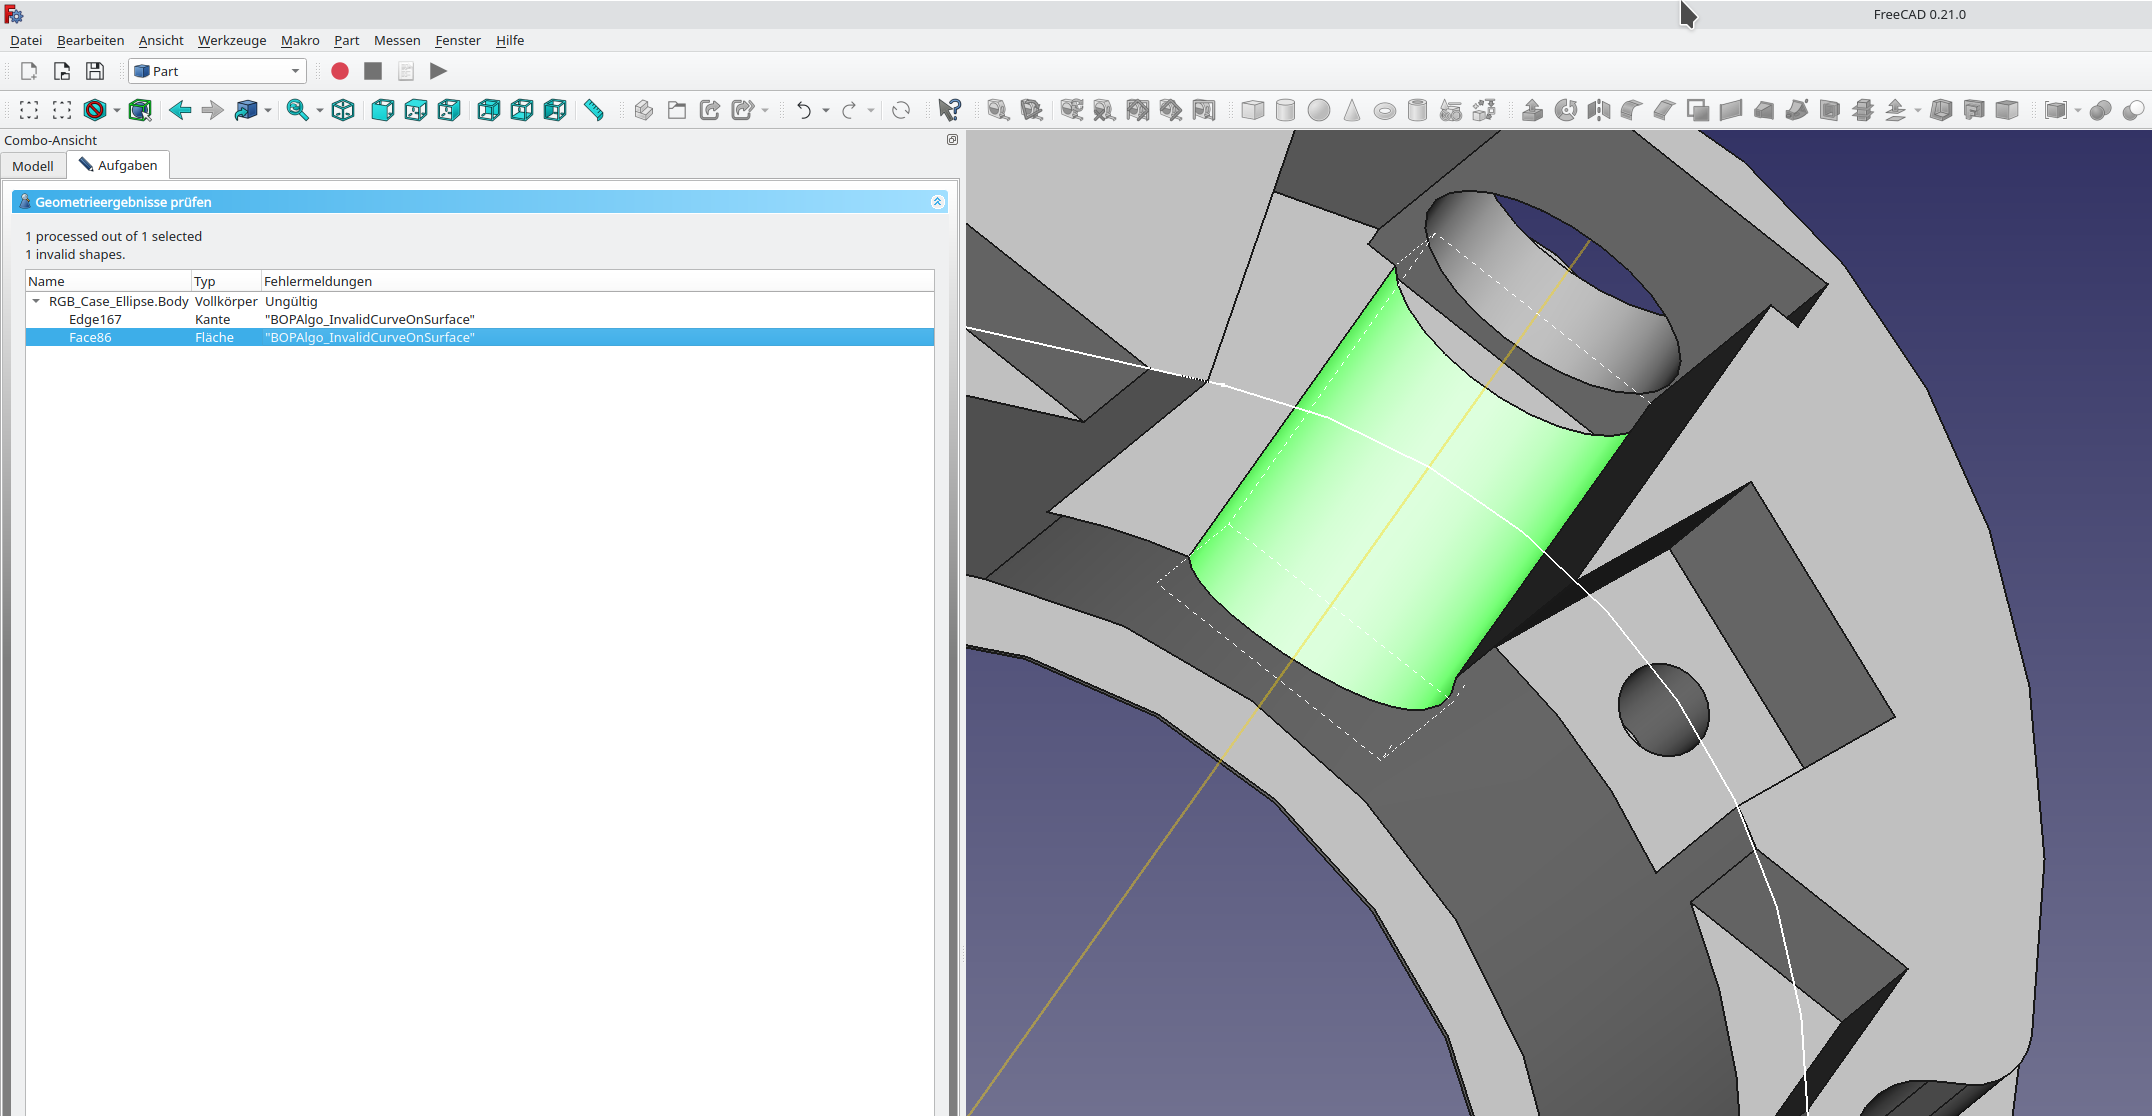 FreeCAD 0.21.0
Datei Bearbeiten Ansicht Werkzeuge Makro Part Messen Fenster Hilfe
Part
Combo-Ansicht
Modell Aufgaben
Geometrieergebnisse prüfen
1 processed out of 1 selected
1 invalid shapes.
Name Typ Fehlermeldungen
RGB_Case_Ellipse.Body Vollkörper Ungültig
Edge167 Kante "BOPAlgo_InvalidCurveOnSurface"
Face86 Fläche "BOPAlgo_InvalidCurveOnSurface"